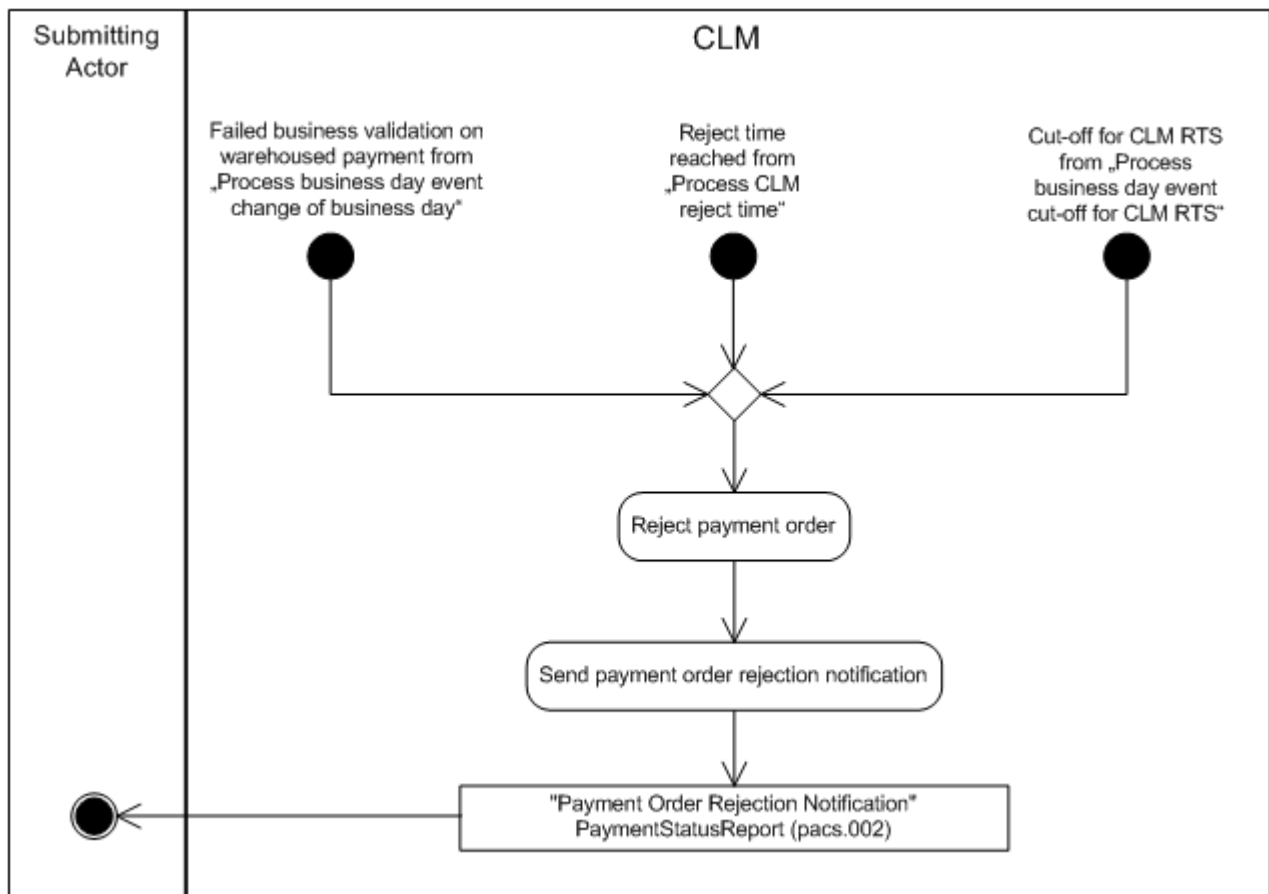 Submitting
Actor
CLM
Failed business validation on
warehoused payment from
„Process business day event
change of business day“
Reject time
reached from
„Process CLM
reject time“
Cut-off for CLM RTS
from „Process
business day event
cut-off for CLM RTS“
Reject payment order
Send payment order rejection notification
"Payment Order Rejection Notification"
PaymentStatusReport (pacs.002)